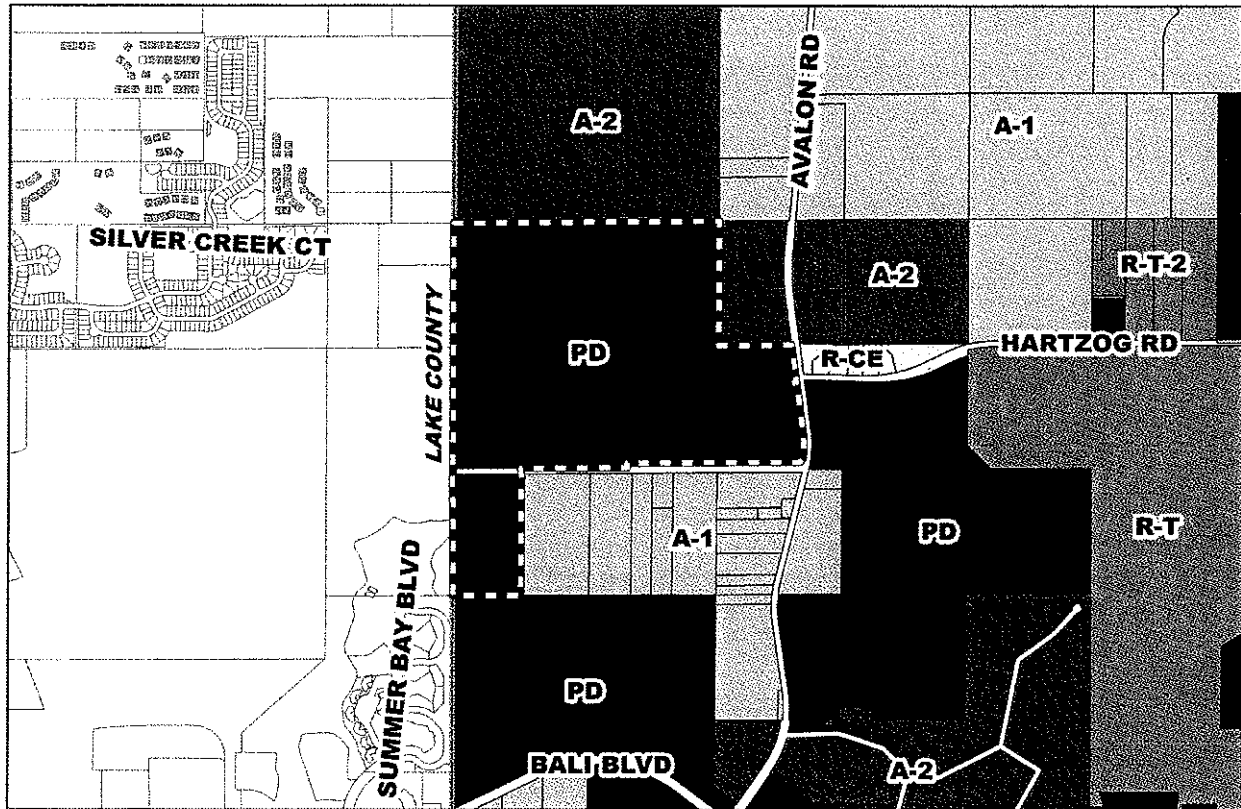 A-2
AVALON RD
A-1
SILVER CREEK CT
A-2
R-T-2
LAKE COUNTY
PD
R-CE
HARTZOG RD
A-1
PD
R-T
SUMMER BAY BLVD
PD
BALI BLVD
A-2